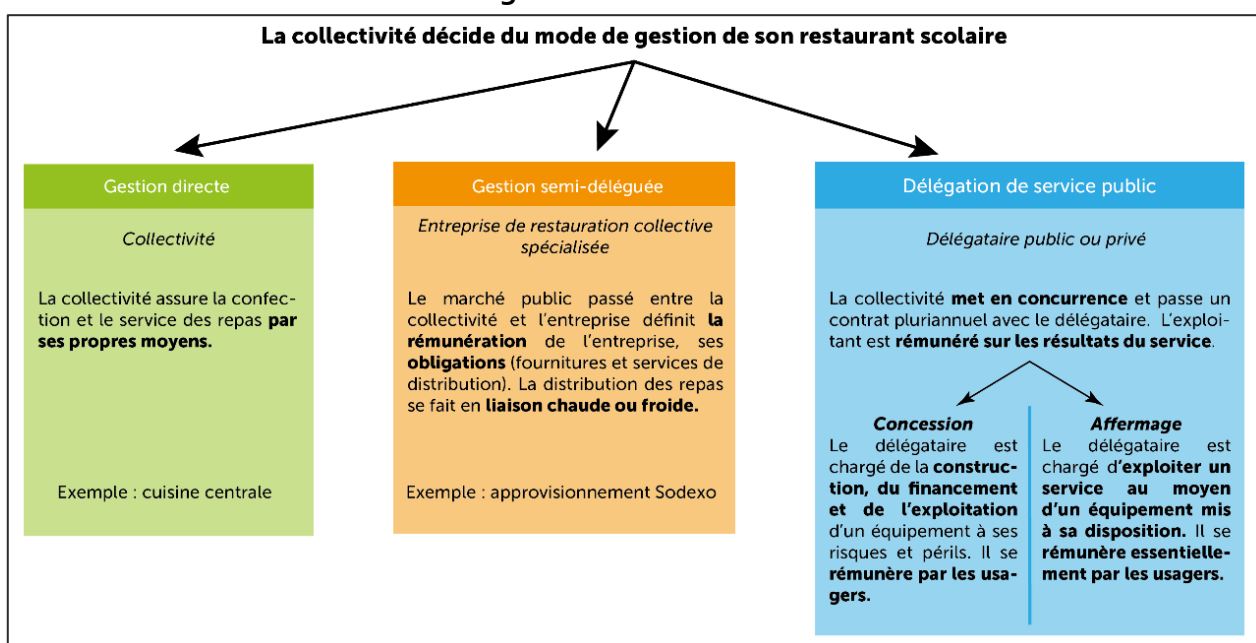 La collectivité décide du mode de gestion de son restaurant scolaire
Gestion directe
Collectivité
La collectivité assure la confec-
tion et le service des repas par
ses propres moyens.
Exemple : cuisine centrale
Gestion semi-déléguée
Entreprise de restauration collective
spécialisée
Le marché public passé entre la
collectivité et l'entreprise définit la
rémunération de l'entreprise, ses
obligations (fournitures et services de
distribution). La distribution des repas
se fait en liaison chaude ou froide.
Exemple : approvisionnement Sodexo
Délégation de service public
Délégataire public ou privé
La collectivité met en concurrence et passe un
contrat pluriannuel avec le délégataire. L'exploi-
tant est rémunéré sur les résultats du service.
Concession
Le délégataire est
chargé de la construc-
tion, du financement
et de l'exploitation
d'un équipement à ses
risques et périls. Il se
rémunère par les usa-
gers.
Affermage
Le délégataire est
chargé d'exploiter un
service au moyen
d'un équipement mis
à sa disposition. Il se
rémunère essentielle-
ment par les usagers.